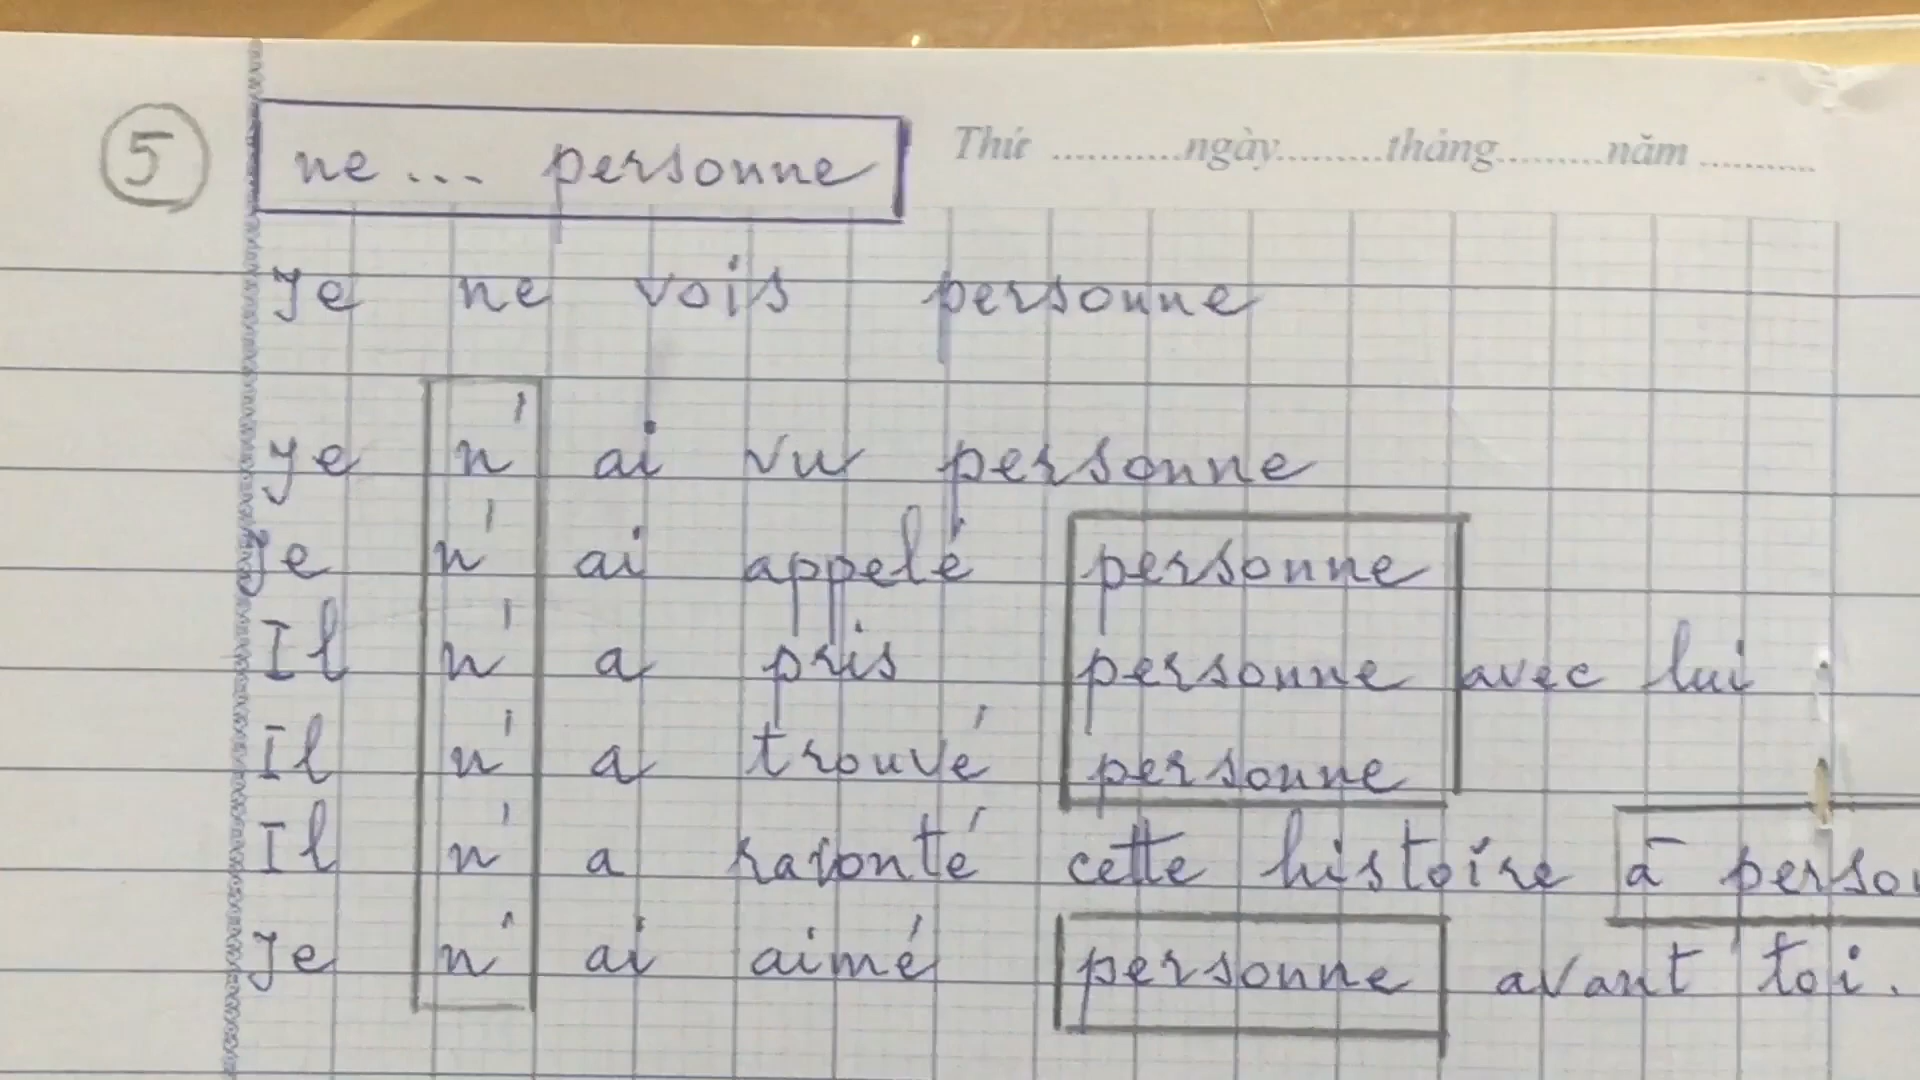 5 ne... personne
Thứ ..........ngày.........tháng.........năm ..........
Je ne vois personne
Je n' ai vu personne
Je n' ai appelé personne
Il n' a pris personne avec lui
Il n' a trouvé personne
Il n' a raconté cette histoire à
Je n' ai aimé personne avant toi.